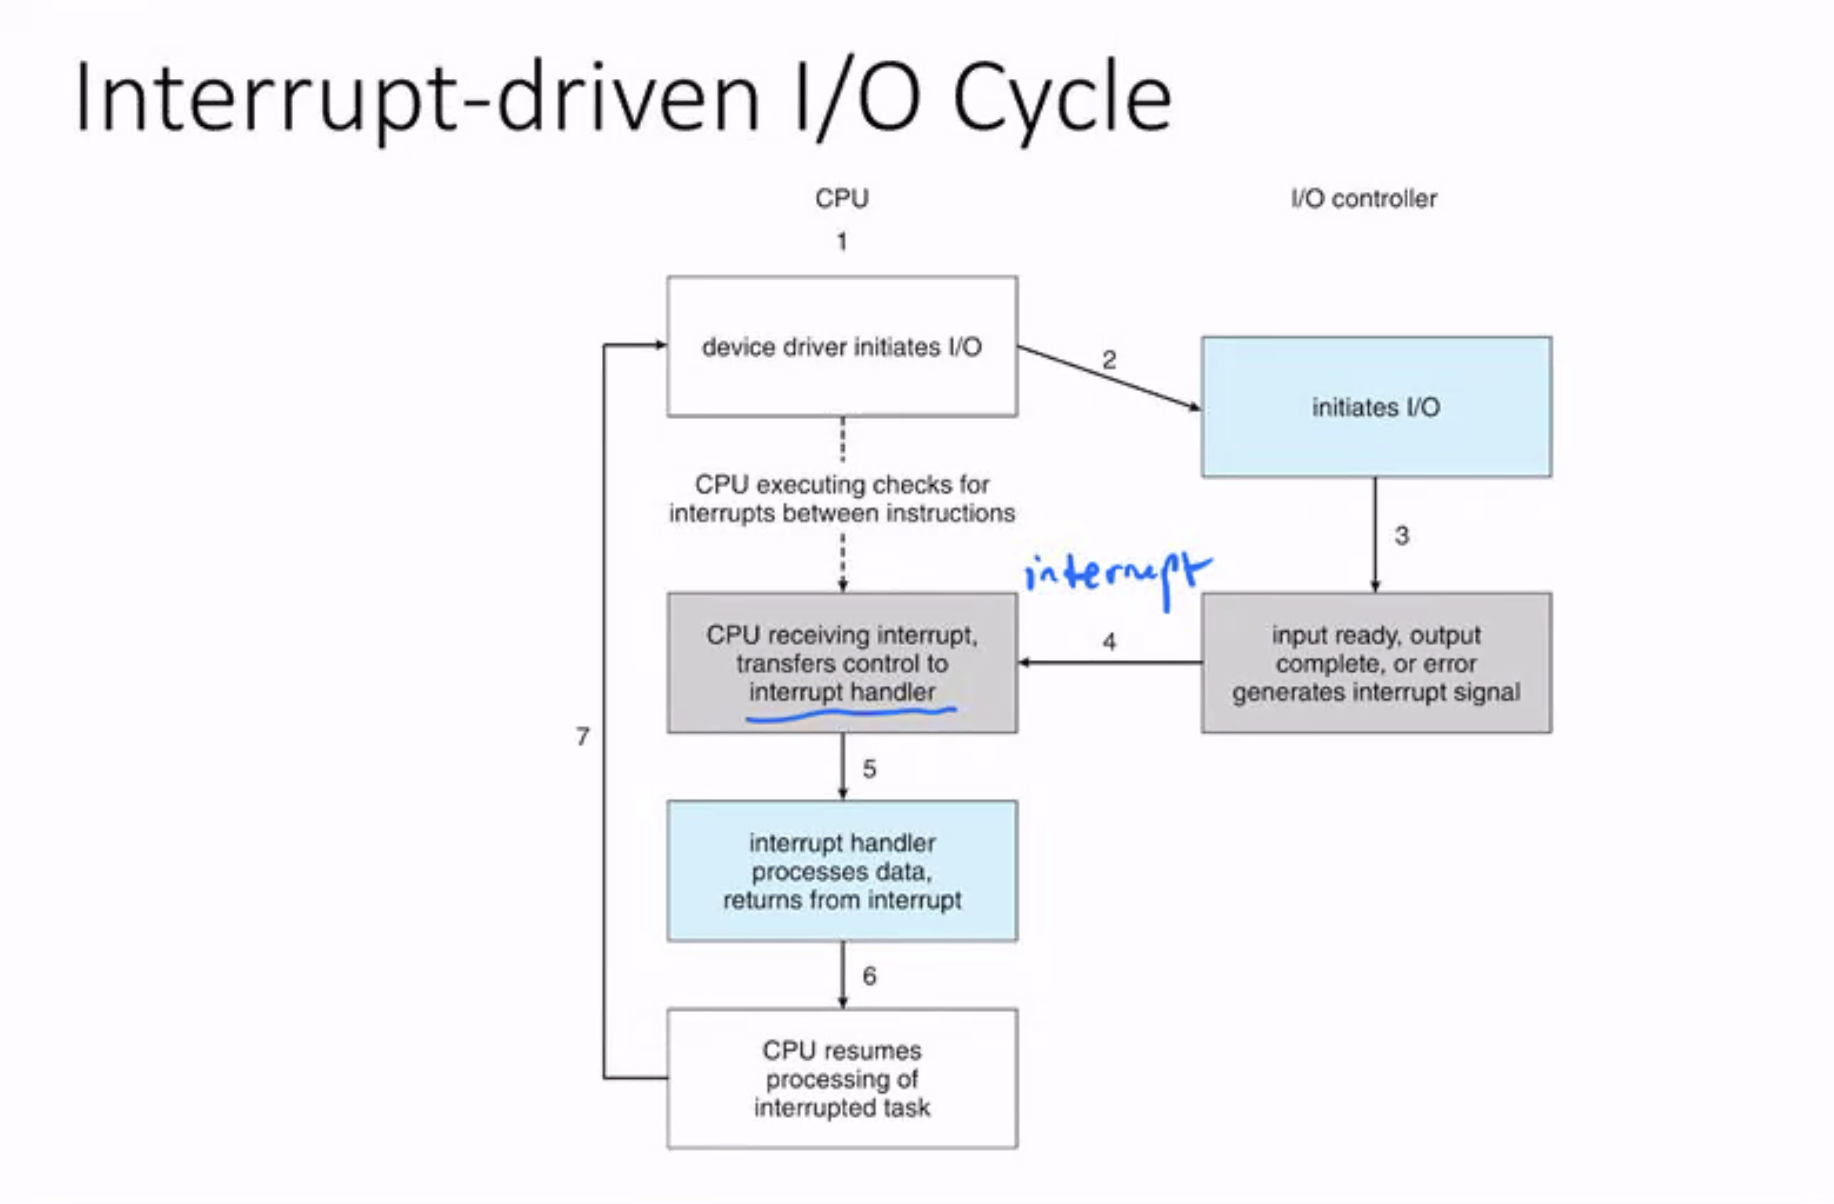 Interrupt-driven I/O Cycle
CPU
I/O controller
1
device driver initiates I/O
2
initiates I/O
CPU executing checks for
interrupts between instructions
3
interrupt
CPU receiving interrupt,
transfers control to
interrupt handler
4
input ready, output
complete, or error
generates interrupt signal
7
5
interrupt handler
processes data,
returns from interrupt
6
CPU resumes
processing of
interrupted task